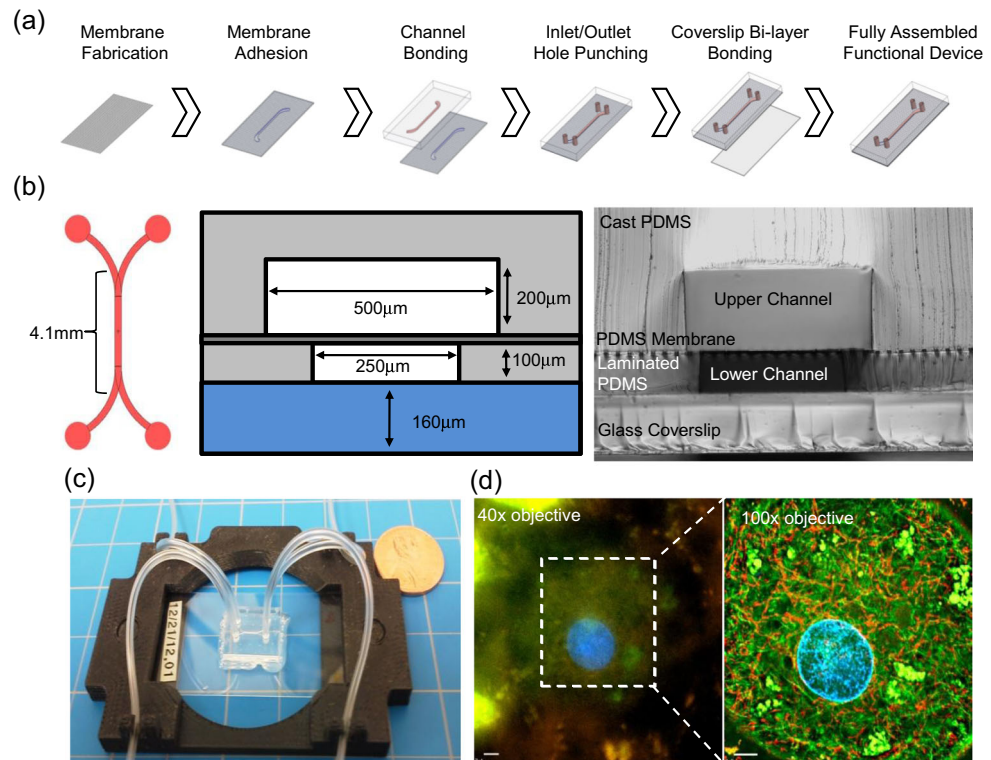 (a)
Membrane
Fabrication
Membrane
Adhesion
Channel
Bonding
Inlet/Outlet
Hole Punching
Coverslip Bi-layer
Bonding
Fully Assembled
Functional Device
(b)
4.1mm
500µm
200µm
250µm
100µm
160µm
Cast PDMS
Upper Channel
PDMS Membrane
Laminated
PDMS
Lower Channel
Glass Coverslip
(c)
12/21/12.01
(d)
40x objective
100x objective